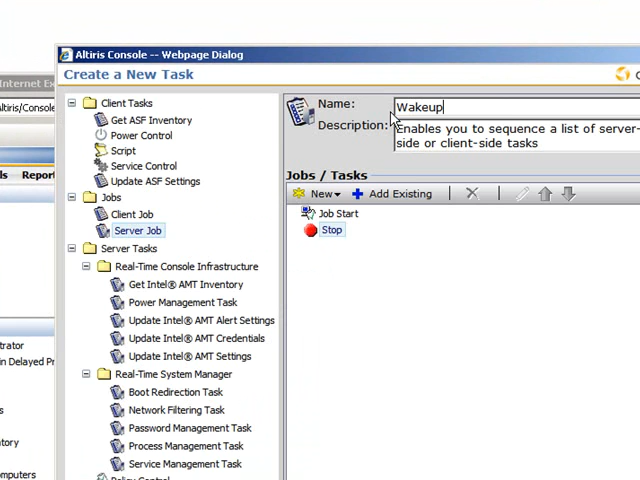 Altiris Console -- Webpage Dialog
Internet Ex
Create a New Task
Altiris/Console
ls Report
Client Tasks
Get ASF Inventory
Power Control
Script
Service Control
Update ASF Settings
Jobs
Client Job
Server Job
Server Tasks
Real-Time Console Infrastructure
Get Intel® AMT Inventory
Power Management Task
Update Intel® AMT Alert Settings
Update Intel® AMT Credentials
Update Intel® AMT Settings
Real-Time System Manager
Boot Redirection Task
Network Filtering Task
Password Management Task
Process Management Task
Service Management Task
Name: Wakeup
Description: Enables you to sequence a list of server-
side or client-side tasks
Jobs / Tasks
New Add Existing
Job Start
Stop
trator
in Delayed Pr
s
tory
omputers